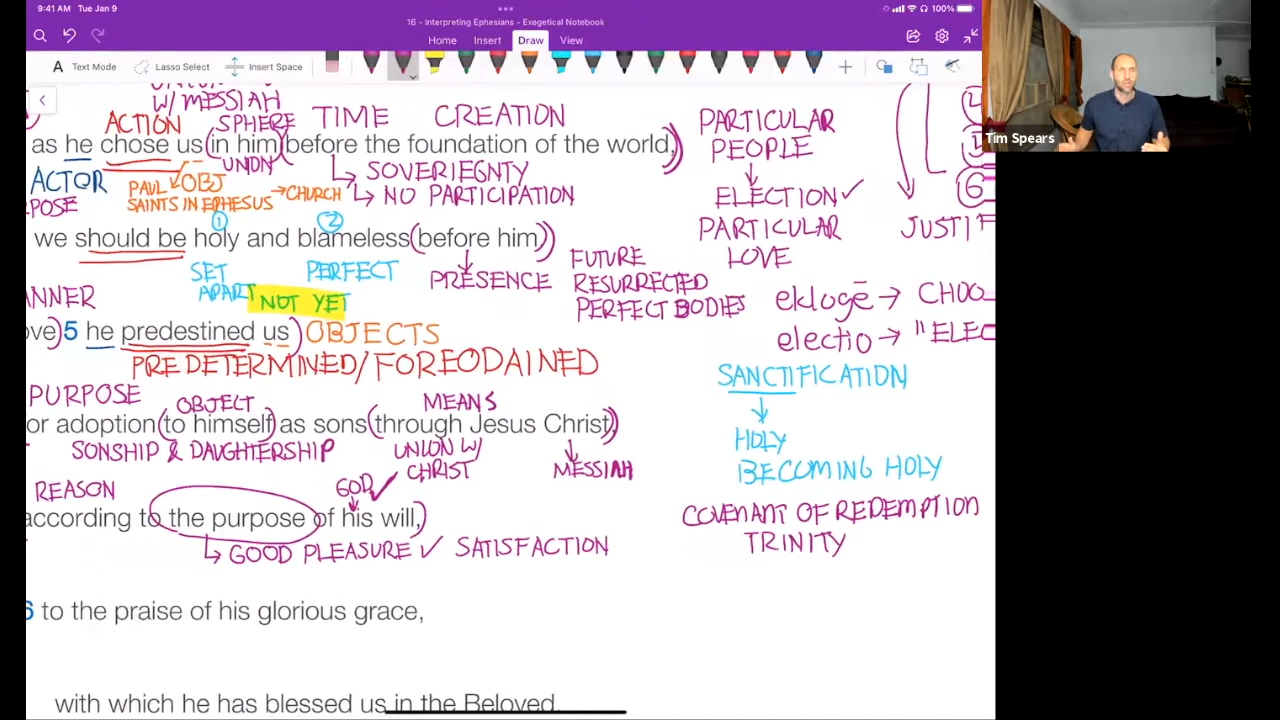 9:41 AM Tue Jan 9
100%
16 - Interpreting Ephesians - Exegetical Notebook
Home Insert Draw View
A Text Mode Lasso Select Insert Space
W/ MESSIAH
ACTION SPHERE TIME CREATION
as he chose us (in him) (before the foundation of the world,)
UNION
ACTOR
OBJ
PAUL
SAINTS IN EPHESUS → CHURCH
SOVERIEGNTY
NO PARTICIPATION
RPOSE
1 2
we should be holy and blameless (before him))
SET APART
PERFECT
NOT YET
PRESENCE
FUTURE
RESURRECTED
PERFECT BODIES
ANNER
ove) 5 he predestined us) OBJECTS
PREDETERMINED/FOREODAINED
PURPOSE
OBJECT MEANS
or adoption (to himself) as sons (through Jesus Christ,)
SONSHIP & DAUGHTERSHIP
UNION W/
CHRIST
MESSIAH
REASON
GOD
according to the purpose of his will,)
GOOD PLEASURE ✓ SATISFACTION
6 to the praise of his glorious grace,
with which he has blessed us in the Beloved.
PARTICULAR
PEOPLE
ELECTION ✓
PARTICULAR
LOVE
6
JUSTIF
eklogē → CHOO
electio → "ELEC
SANCTIFICATION
HOLY
BECOMING HOLY
COVENANT OF REDEMPTION
TRINITY
Tim Spears